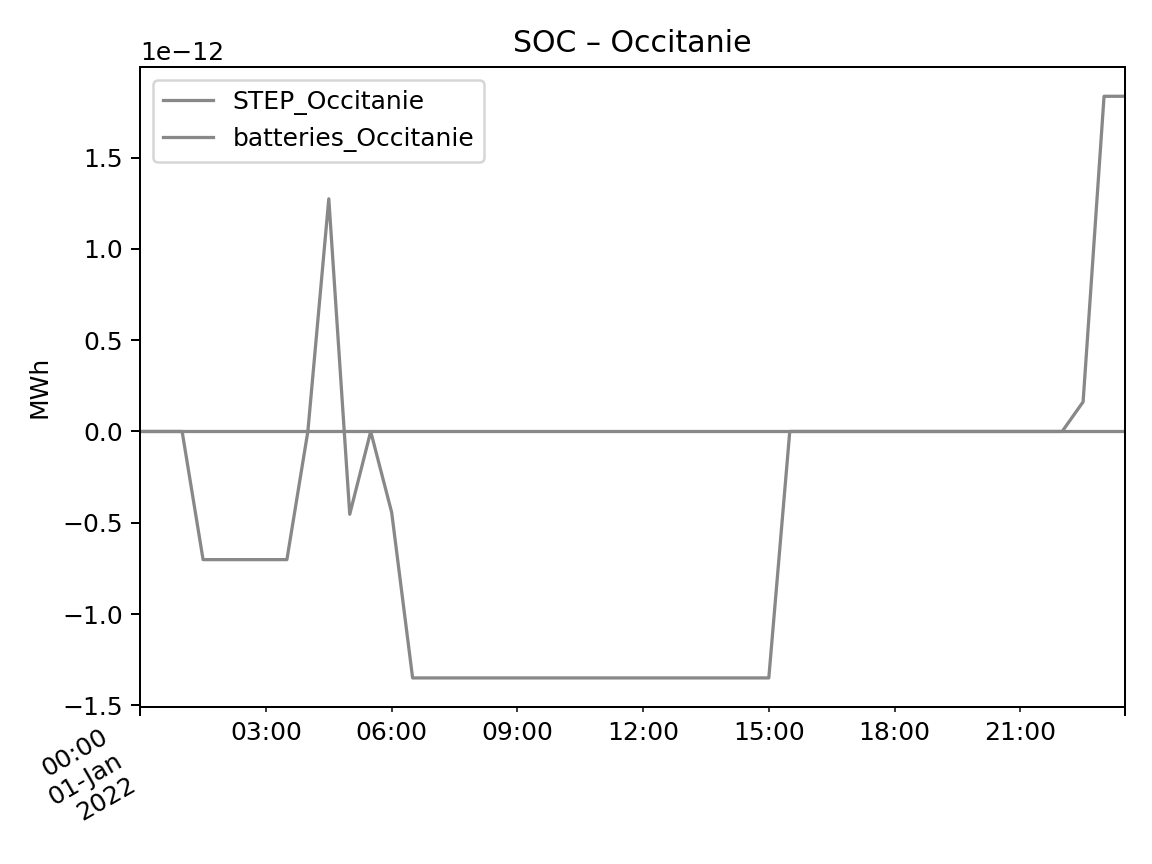 SOC – Occitanie
1e−12
STEP_Occitanie
batteries_Occitanie
MWh
1.5
1.0
0.5
0.0
−0.5
−1.0
−1.5
00:00
01-Jan
2022
03:00 06:00 09:00 12:00 15:00 18:00 21:00